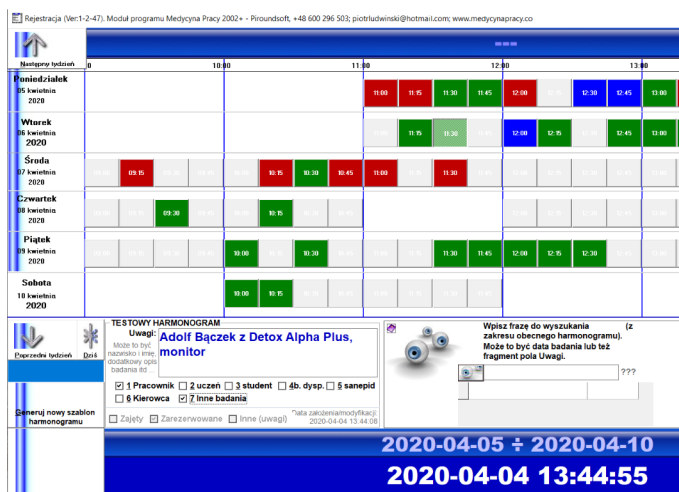 Rejestracja (Ver:1-2-47). Moduł programu Medycyna Pracy 2002+ - Piroundsoft, +48 600 296 503; piotrludwinski@hotmail.com; www.medycynapracy.co
Następny tydzień
0 10:00 11:00 12:00 13:00
Poniedziałek
05 kwietnia
2020
11:00 11:15 11:30 11:45 12:00 12:30 12:45 13:00
Wtorek
06 kwietnia
2020
11:15 11:30 12:00 12:15 12:45 13:00
Środa
07 kwietnia
2020
09:15 10:15 10:30 10:45 11:00 11:30
Czwartek
08 kwietnia
2020
09:30 10:15
Piątek
09 kwietnia
2020
10:00 10:30 11:30 11:45 12:00 12:15 12:30
Sobota
10 kwietnia
2020
10:00 10:15
Poprzedni tydzień
Dziś
Generuj nowy szablon
harmonogramu
TESTOWY HARMONOGRAM
Uwagi:
Może to być
nazwisko i imię,
dodatkowy opis
badania itd ...
Adolf Bączek z Detox Alpha Plus,
monitor
1 Pracownik 2 uczeń 3 student 4b. dysp. 5 sanepid
6 Kierowca 7 Inne badania
Zajęty Zarezerwowane Inne (uwagi)
Data założenia/modyfikacji:
2020-04-04 13:44:08
Wpisz frazę do wyszukania (z
zakresu obecnego harmonogramu).
Może to być data badania lub też
fragment pola Uwagi.
???
2020-04-05 ÷ 2020-04-10
2020-04-04 13:44:55